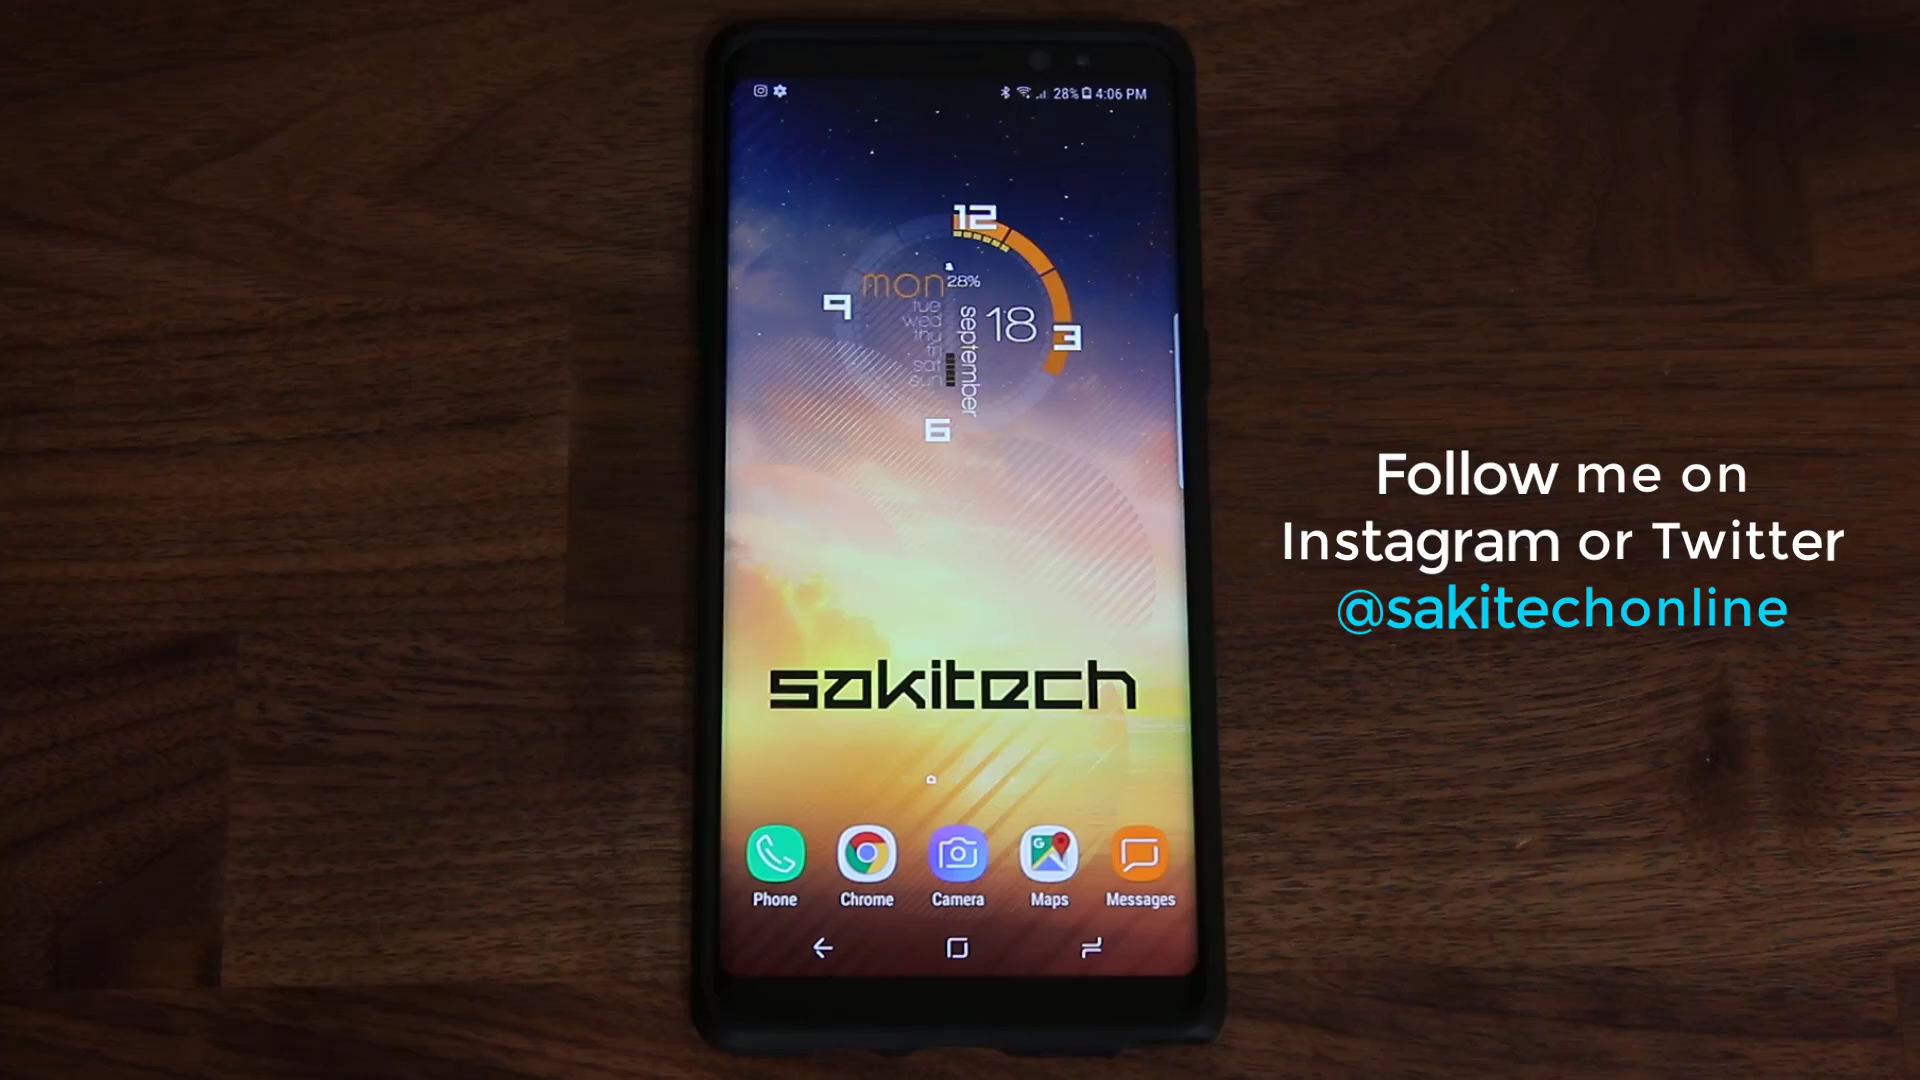 28% 4:06 PM
12
mon 28%
9
tue
wed
thu
fri
sat
sun
september
18
3
6
sakitech
Phone Chrome Camera Maps Messages
Follow me on
Instagram or Twitter
@sakitechonline